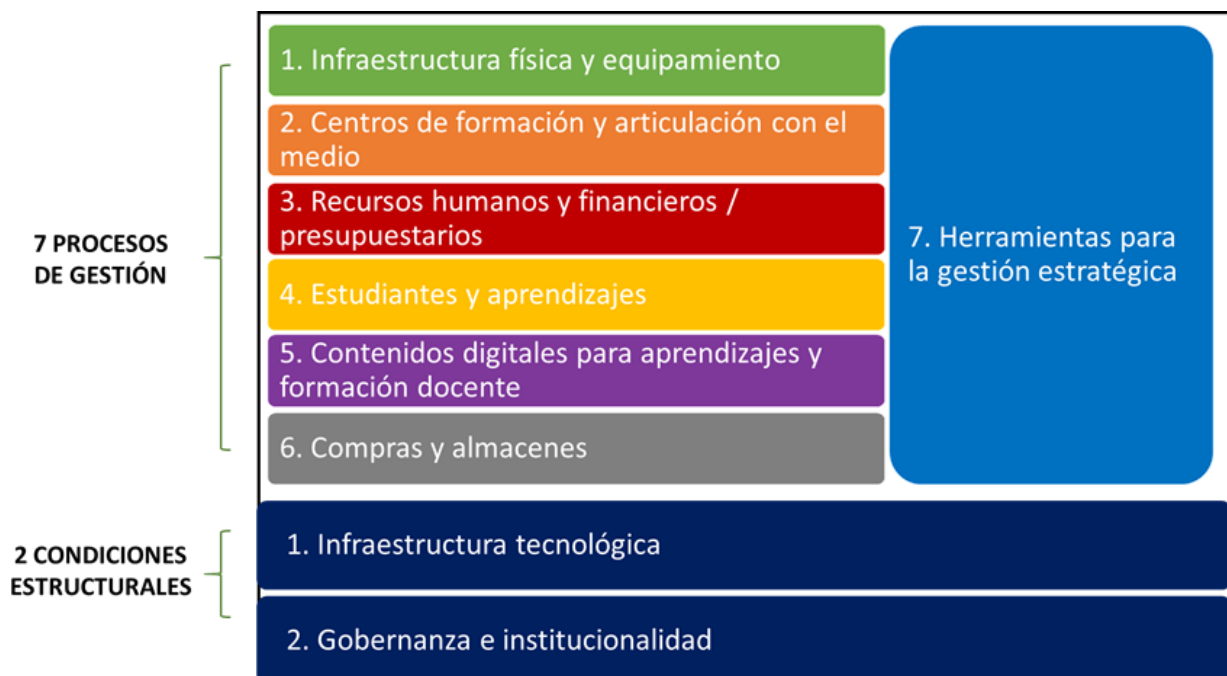 7 PROCESOS
DE GESTIÓN
1. Infraestructura física y equipamiento
2. Centros de formación y articulación con el
medio
3. Recursos humanos y financieros /
presupuestarios
4. Estudiantes y aprendizajes
5. Contenidos digitales para aprendizajes y
formación docente
6. Compras y almacenes
7. Herramientas para
la gestión estratégica
2 CONDICIONES
ESTRUCTURALES
1. Infraestructura tecnológica
2. Gobernanza e institucionalidad